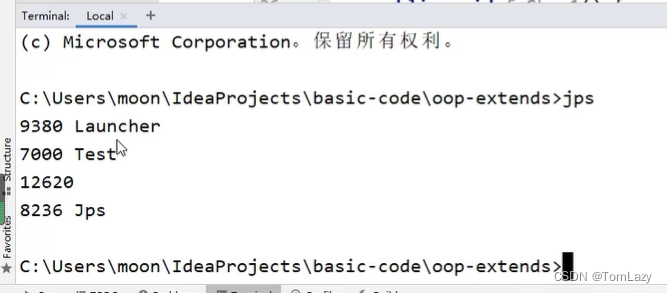 Terminal: Local × +
(c) Microsoft Corporation。保留所有权利。
C:\Users\moon\IdeaProjects\basic-code\oop-extends>jps
9380 Launcher
7000 Test
12620
8236 Jps
C:\Users\moon\IdeaProjects\basic-code\oop-extends>
Structure
Favorites
CSDN @TomLazy